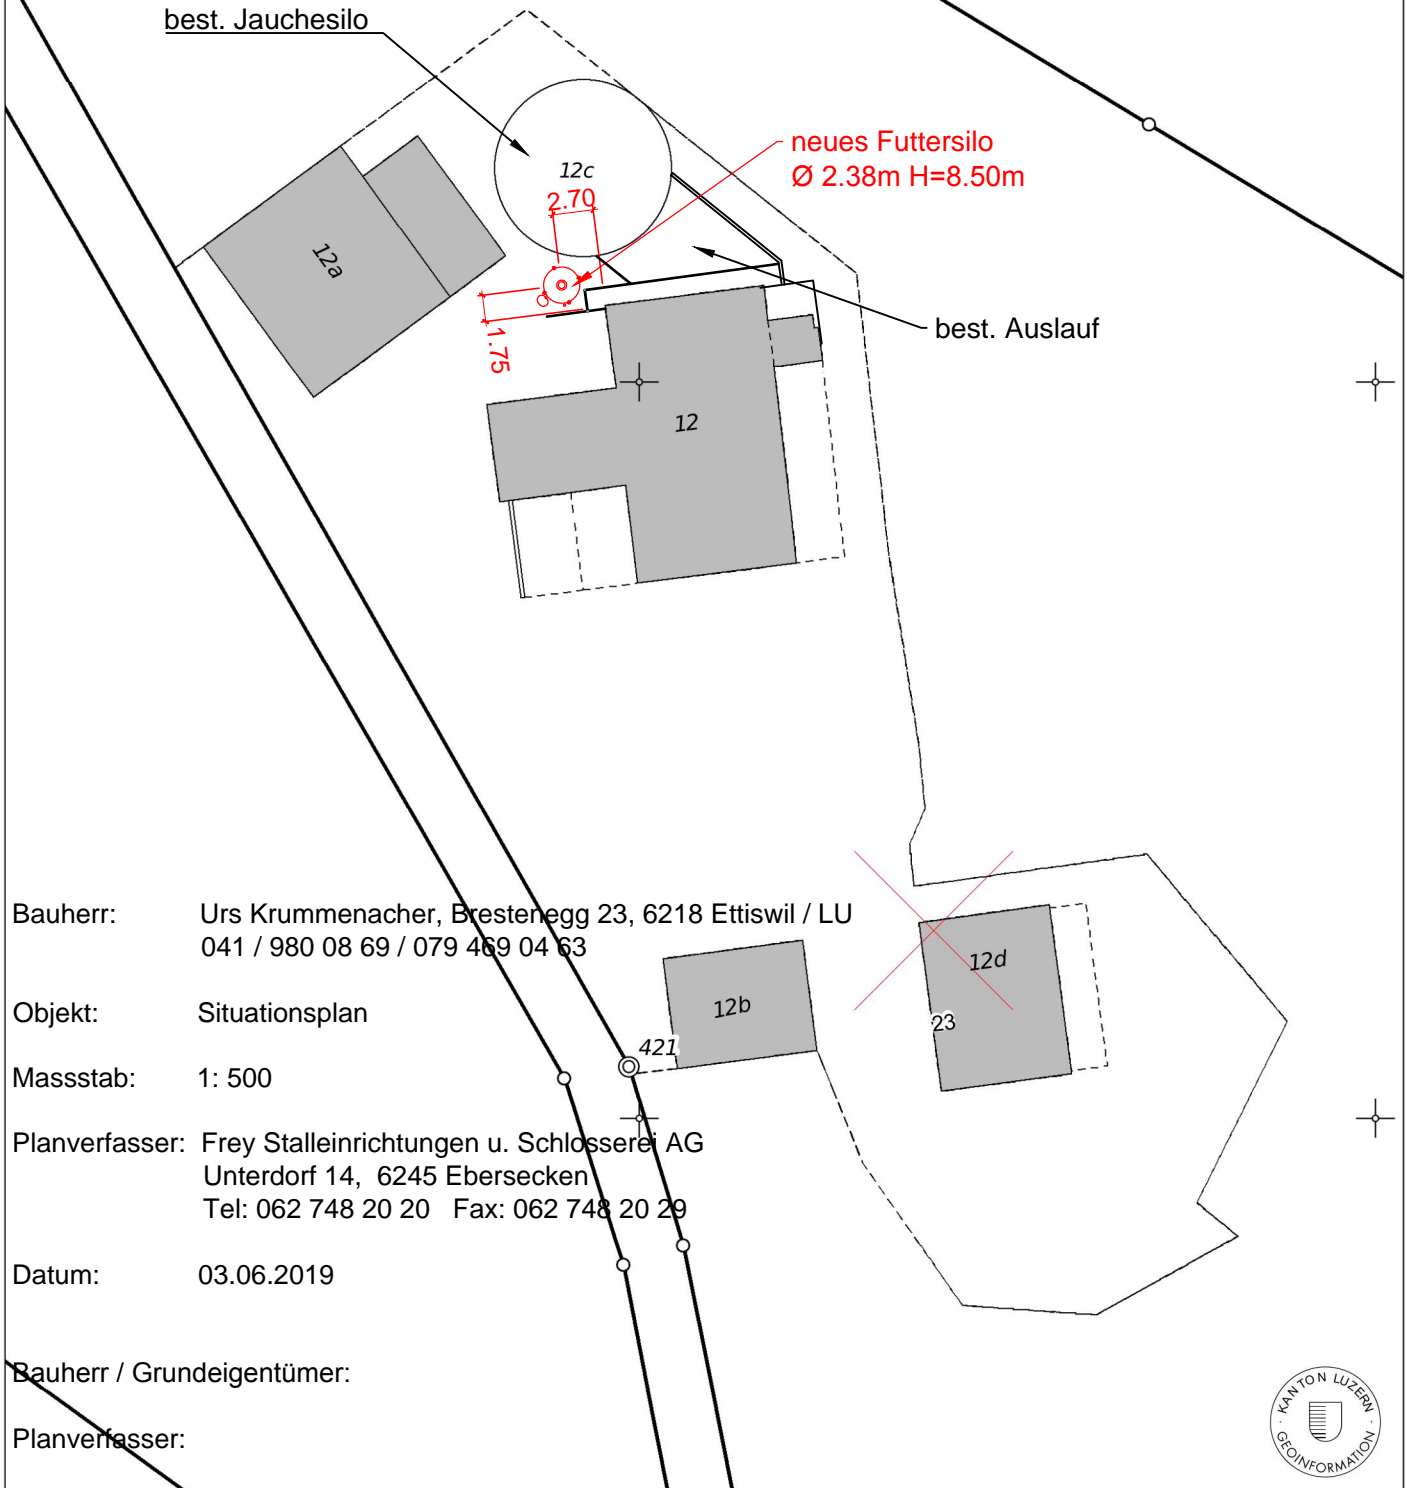 best. Jauchesilo
neues Futtersilo
Ø 2.38m H=8.50m
12c
2.70
12a
1.75
best. Auslauf
12
Bauherr: Urs Krummenacher, Brestenegg 23, 6218 Ettiswil / LU
041 / 980 08 69 / 079 469 04 63
12d
12b
23
Objekt: Situationsplan
421
Massstab: 1: 500
Planverfasser: Frey Stalleinrichtungen u. Schlosserei AG
Unterdorf 14, 6245 Ebersecken
Tel: 062 748 20 20 Fax: 062 748 20 29
Datum: 03.06.2019
Bauherr / Grundeigentümer:
Planverfasser:
· KANTON LUZERN ·
GEOINFORMATION